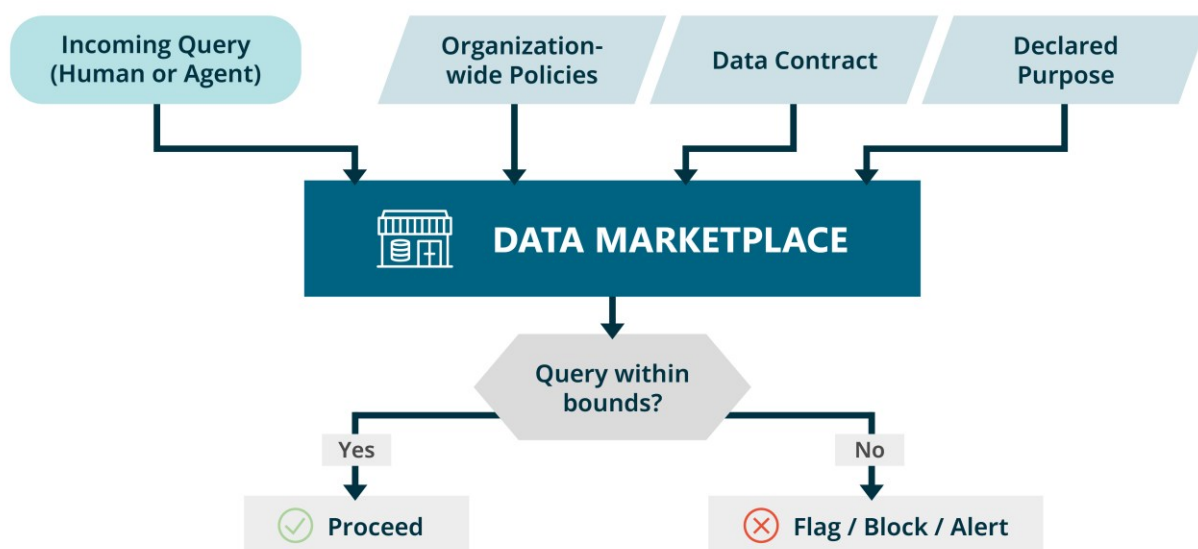 Incoming Query
(Human or Agent)
Organization-
wide Policies
Data Contract
Declared
Purpose
DATA MARKETPLACE
Query within
bounds?
Yes
No
Proceed
Flag / Block / Alert